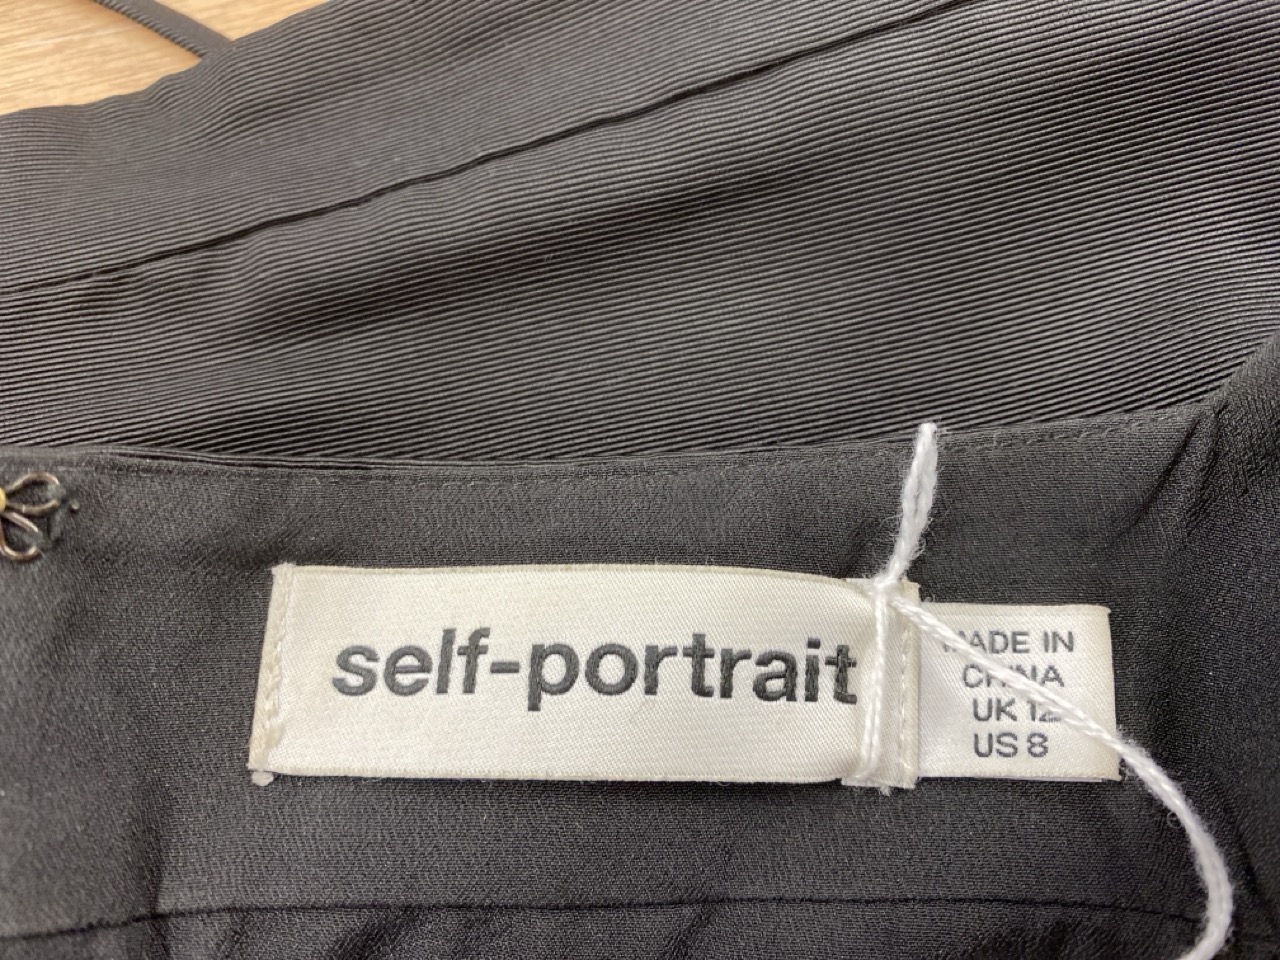 self-portrait
MADE IN
CHINA
UK 12
US 8